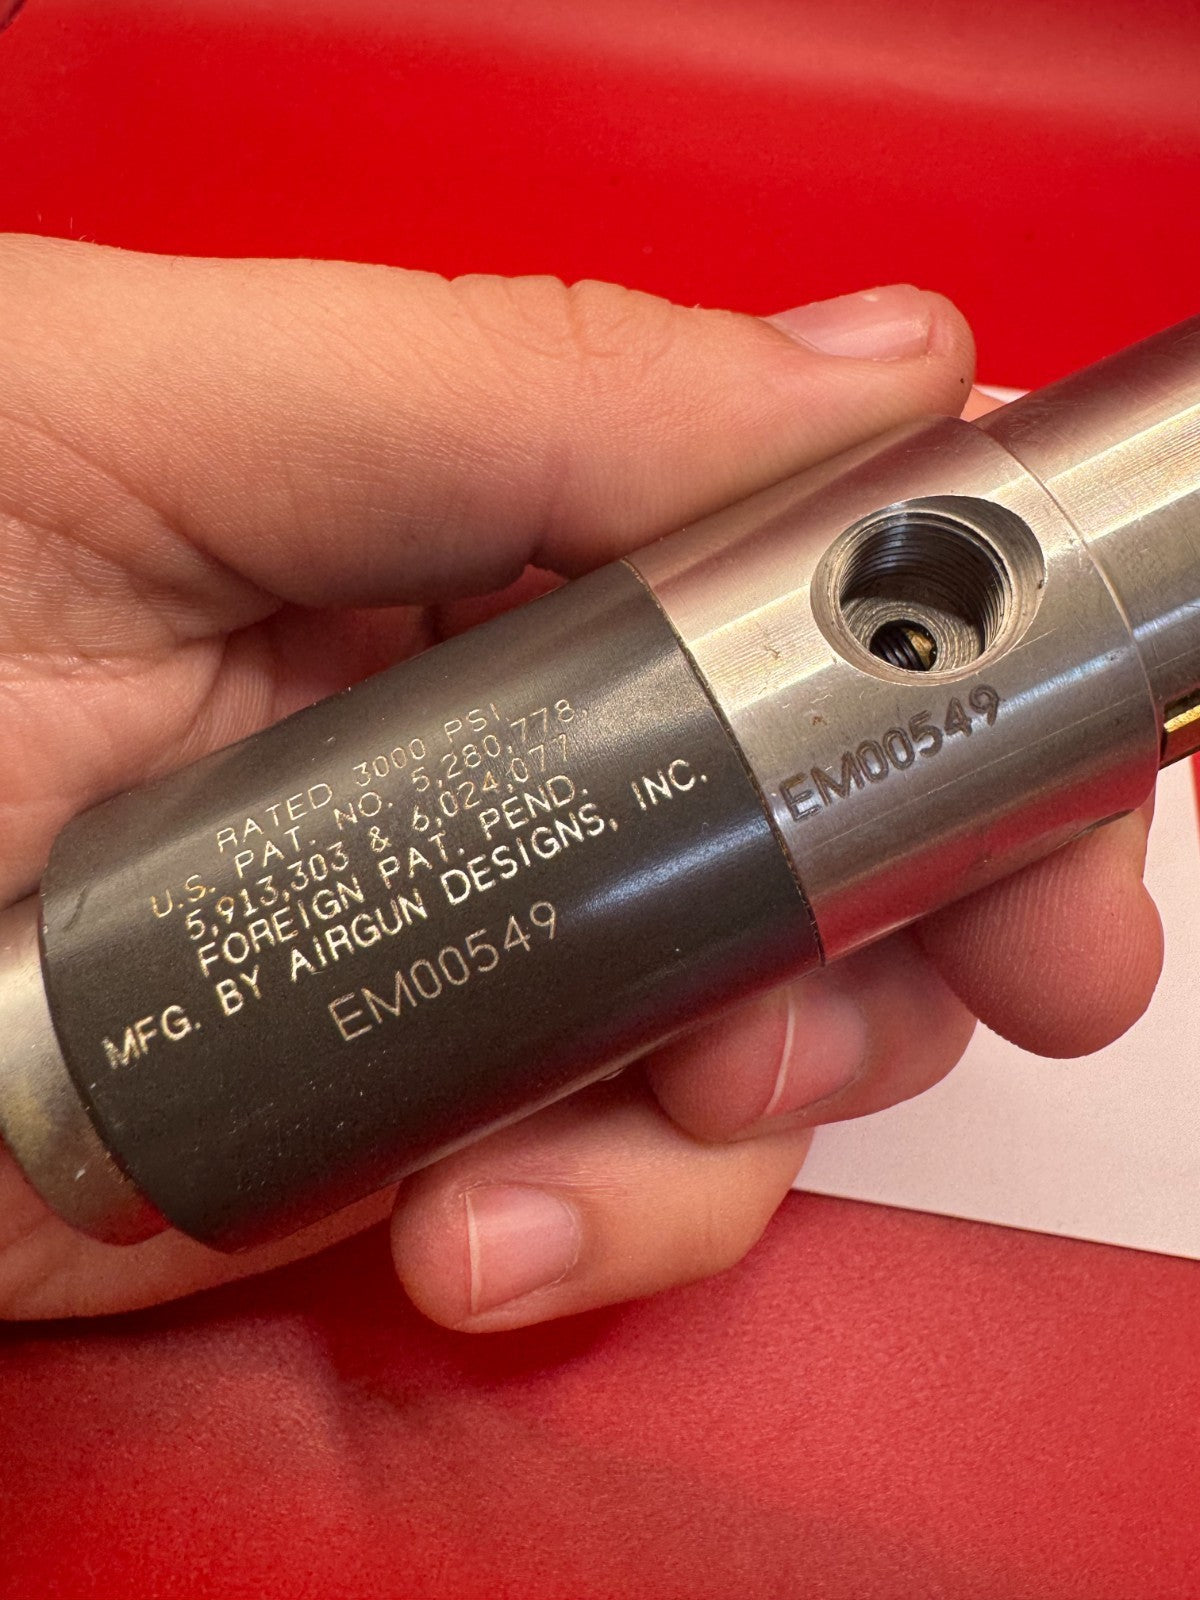 RATED 3000 PSI
U.S. PAT. NO. 5,280,778,
5,913,303 & 6,024,077
FOREIGN PAT. PEND.
MFG. BY AIRGUN DESIGNS, INC.
EM00549
EM00549